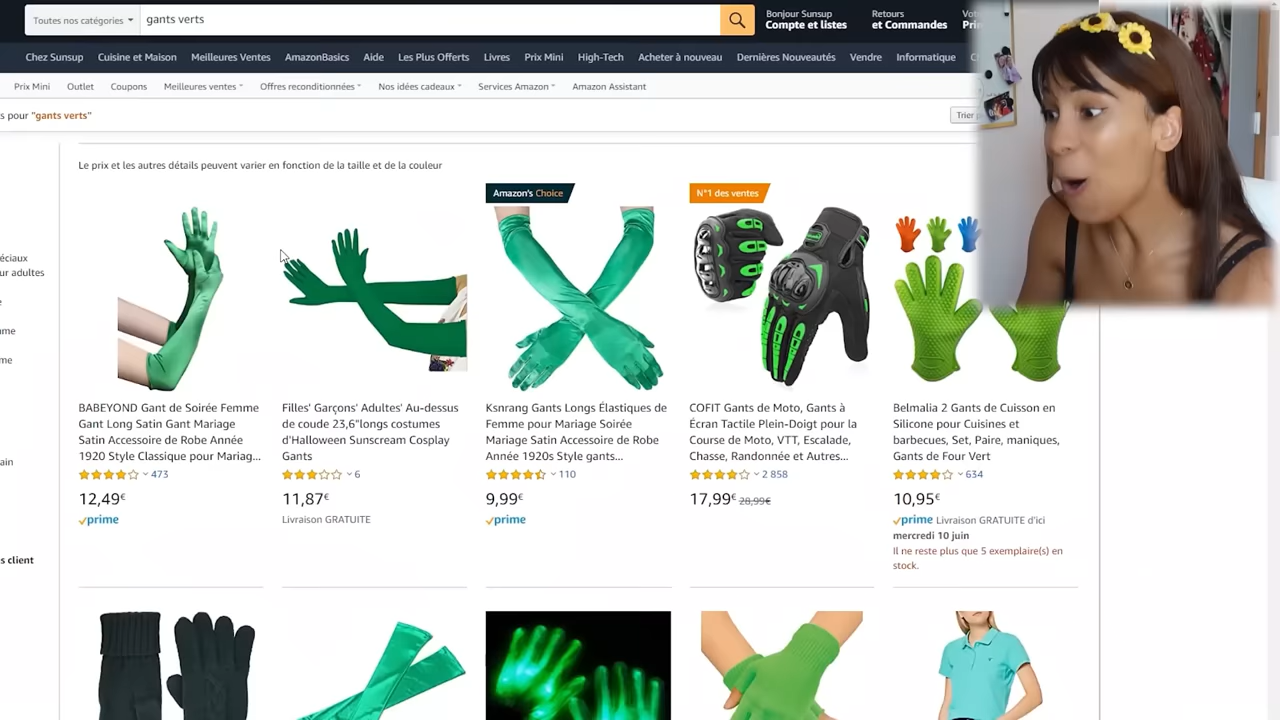 Toutes nos catégories
gants verts
Bonjour Sunsup
Compte et listes
Retours
et Commandes
Chez Sunsup
Cuisine et Maison
Meilleures Ventes
AmazonBasics
Aide
Les Plus Offerts
Livres
Prix Mini
High-Tech
Acheter à nouveau
Dernières Nouveautés
Vendre
Informatique
Prix Mini
Outlet
Coupons
Meilleures ventes
Offres reconditionnées
Nos idées cadeaux
Services Amazon
Amazon Assistant
s pour "gants verts"
Trier
Le prix et les autres détails peuvent varier en fonction de la taille et de la couleur
éciaux
ur adultes
e
me
me
ain
s client
BABEYOND Gant de Soirée Femme
Gant Long Satin Gant Mariage
Satin Accessoire de Robe Année
1920 Style Classique pour Mariag...
473
12,49€
prime
Filles' Garçons' Adultes' Au-dessus
de coude 23,6"longs costumes
d'Halloween Sunscream Cosplay
Gants
6
11,87€
Livraison GRATUITE
Amazon's Choice
Ksnrang Gants Longs Élastiques de
Femme pour Mariage Soirée
Mariage Satin Accessoire de Robe
Année 1920s Style gants...
110
9,99€
prime
N°1 des ventes
COFIT Gants de Moto, Gants à
Écran Tactile Plein-Doigt pour la
Course de Moto, VTT, Escalade,
Chasse, Randonnée et Autres...
2 858
17,99€ 28,99€
Belmalia 2 Gants de Cuisson en
Silicone pour Cuisines et
barbecues, Set, Paire, maniques,
Gants de Four Vert
634
10,95€
prime Livraison GRATUITE d'ici
mercredi 10 juin
Il ne reste plus que 5 exemplaire(s) en
stock.